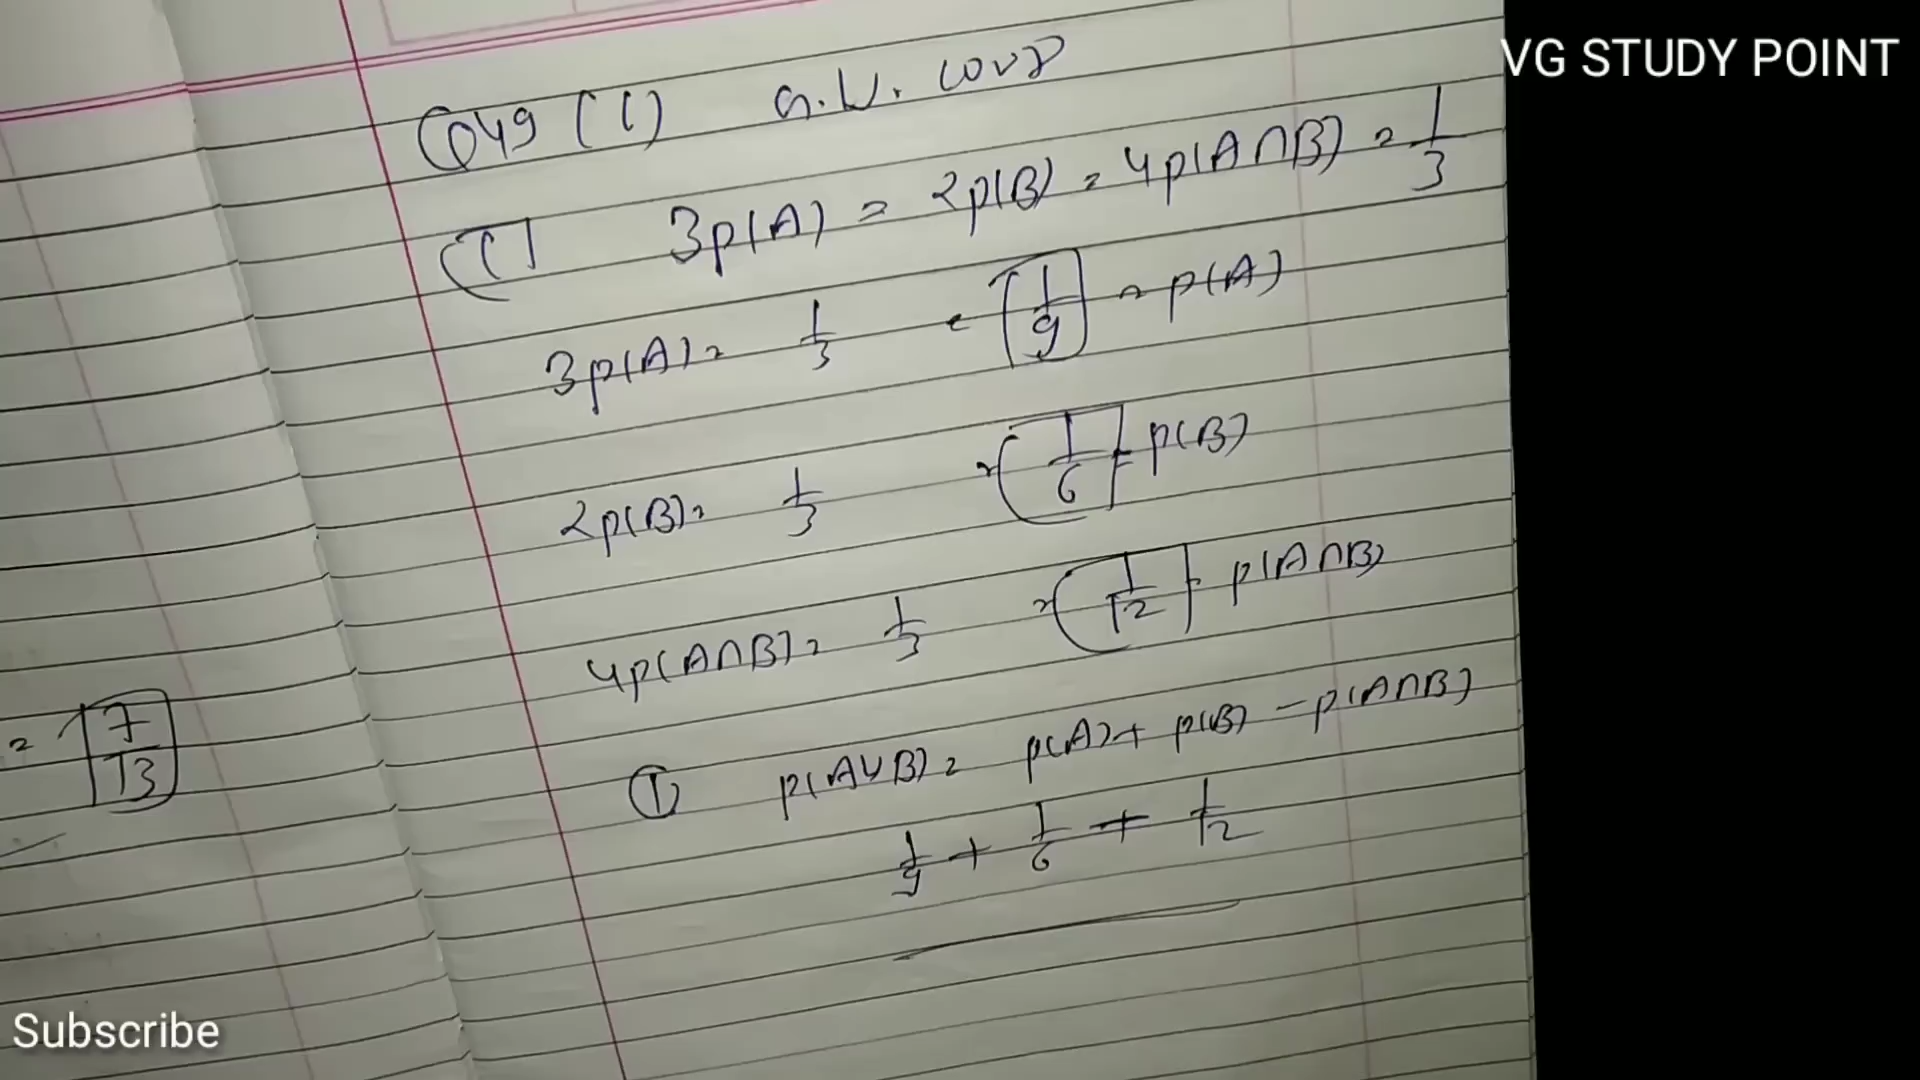 VG STUDY POINT
Q49 (i)
(i) 3p(A) = 2p(B) = 4p(A∩B) = 1/3
3p(A) = 1/3 = 1/9 = p(A)
2p(B) = 1/3 = 1/6 = p(B)
4p(A∩B) = 1/3 = 1/12 = p(A∩B)
= 7/13
① p(A∪B) = p(A) + p(B) - p(A∩B)
1/9 + 1/6 + 1/12
Subscribe